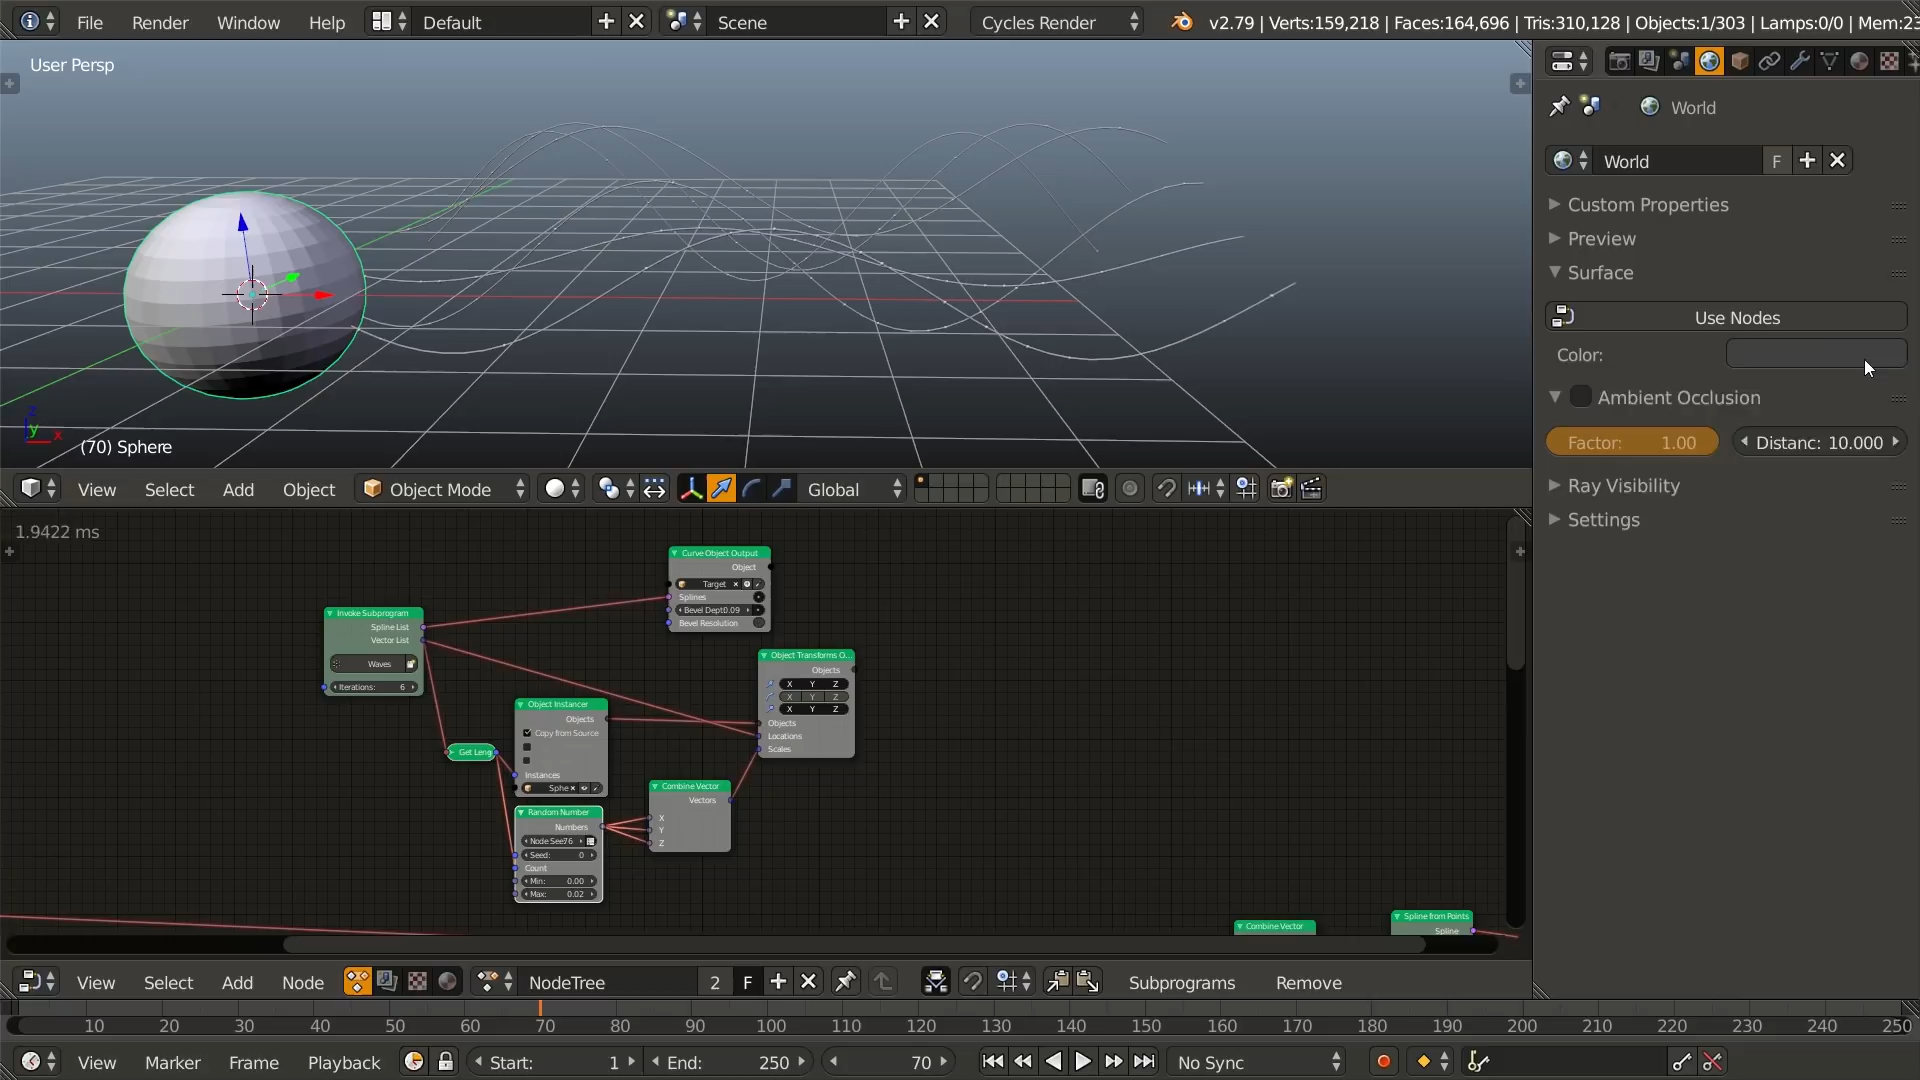 File Render Window Help Default Scene Cycles Render v2.79 | Verts:159,218 | Faces:164,696 | Tris:310,128 | Objects:1/303 | Lamps:0/0 | Mem:23
User Persp
World
World F
Custom Properties
Preview
Surface
Use Nodes
Color:
Ambient Occlusion
Factor: 1.00 Distanc: 10.000
Ray Visibility
Settings
z
y x
(70) Sphere
View Select Add Object Object Mode Global
1.9422 ms
Curve Object Output
Object
Target
Splines
Bevel Dept0.09
Bevel Resolution
Invoke Subprogram
Spline List
Vector List
Waves
Iterations: 6
Object Transforms O...
Objects
X Y Z
X Y Z
X Y Z
Objects
Locations
Scales
Object Instancer
Objects
Copy from Source
Instances
Sphe
Get Leng
Combine Vector
Vectors
X
Y
Z
Random Number
Numbers
Node See76
Seed: 0
Count
Min: 0.00
Max: 0.02
Combine Vector
Spline from Points
Spline
View Select Add Node NodeTree 2 F Subprograms Remove
10 20 30 40 50 60 70 80 90 100 110 120 130 140 150 160 170 180 190 200 210 220 230 240 250
View Marker Frame Playback Start: 1 End: 250 70 No Sync